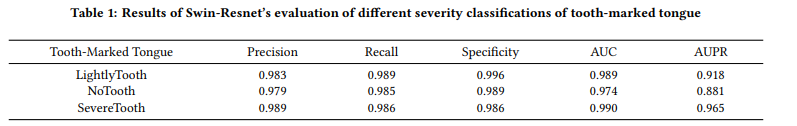 Table 1: Results of Swin-Resnet's evaluation of different severity classifications of tooth-marked tongue
Tooth-Marked Tongue Precision Recall Specificity AUC AUPR
LightlyTooth 0.983 0.989 0.996 0.989 0.918
NoTooth 0.979 0.985 0.989 0.974 0.881
SevereTooth 0.989 0.986 0.986 0.990 0.965